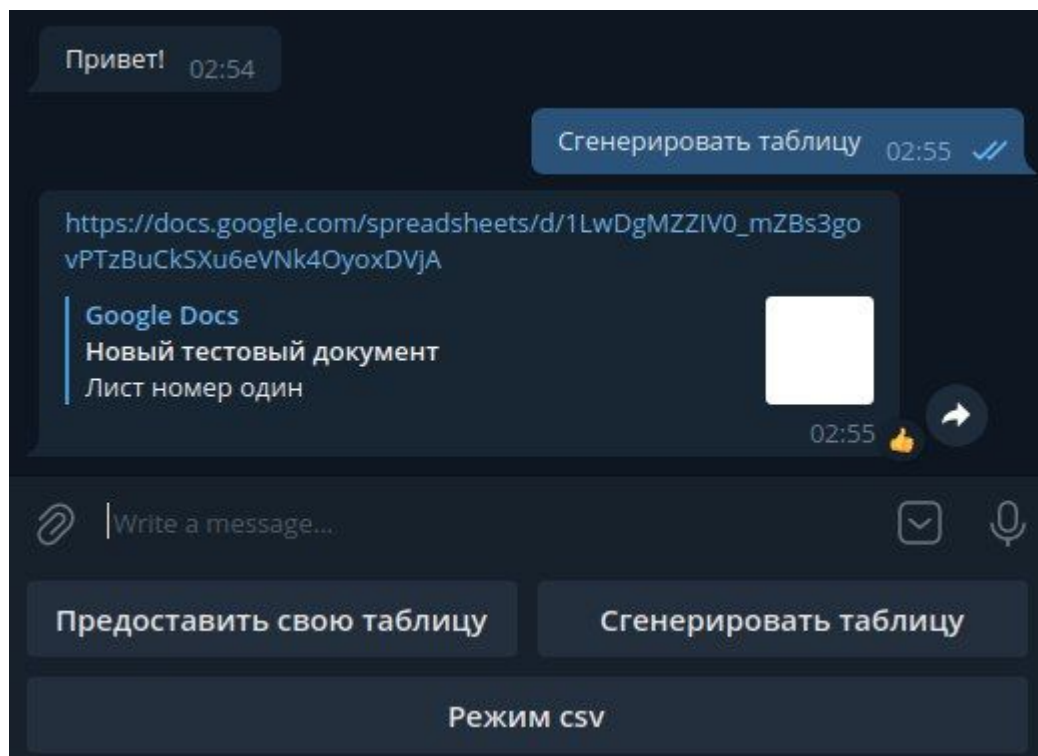 Привет! 02:54
Сгенерировать таблицу 02:55
https://docs.google.com/spreadsheets/d/1LwDgMZZIV0_mZBs3go
vPTzBuCkSXu6eVNk4OyoxDVjA
Google Docs
Новый тестовый документ
Лист номер один
02:55
Write a message...
Предоставить свою таблицу
Сгенерировать таблицу
Режим csv